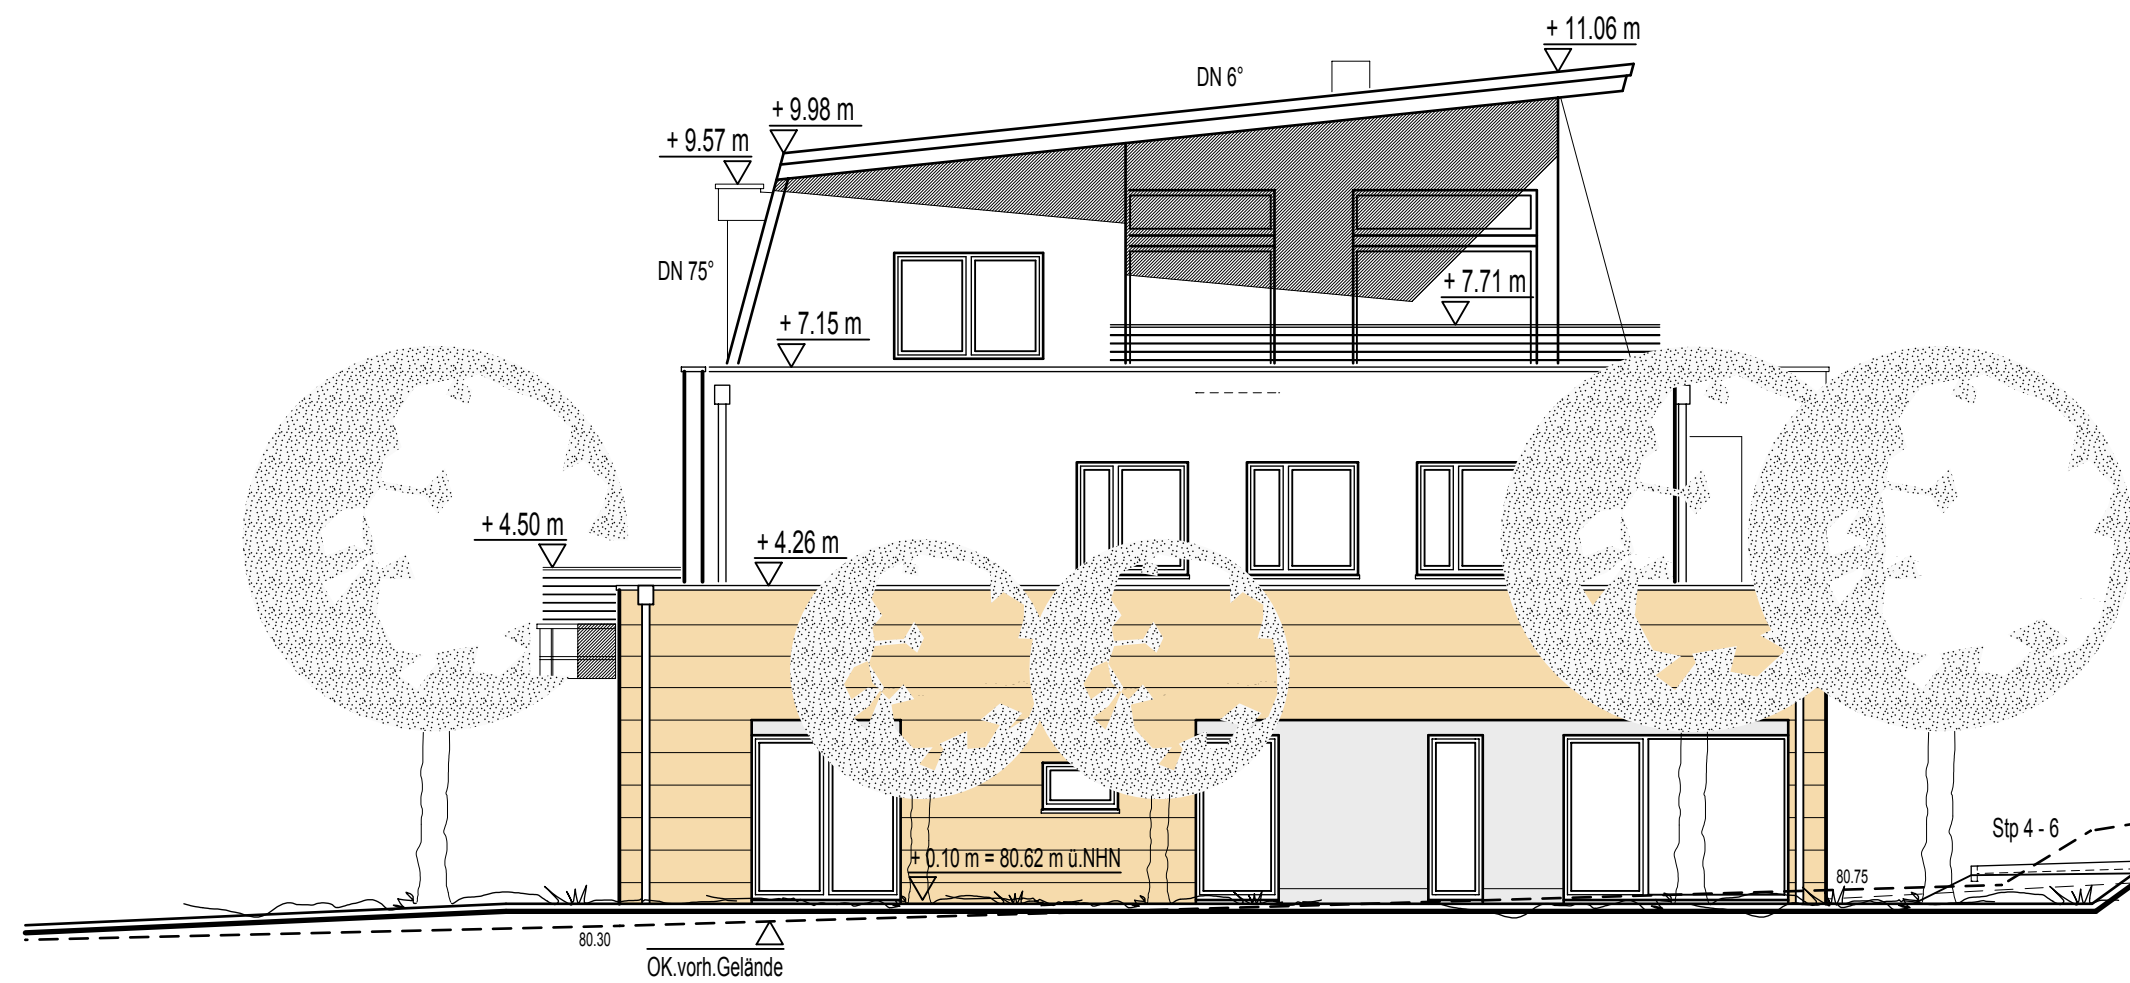 + 11.06 m
DN 6°
+ 9.98 m
+ 9.57 m
DN 75°
+ 7.71 m
+ 7.15 m
+ 4.50 m
+ 4.26 m
Stp 4 - 6
+ 0.10 m = 80.62 m ü.NHN
80.75
80.30
OK.vorh.Gelände